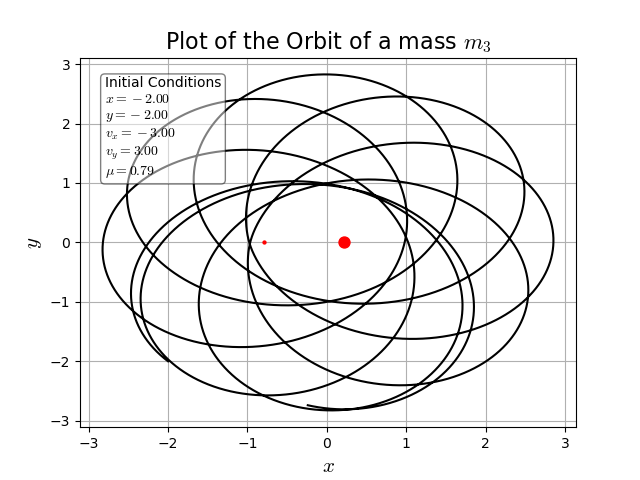 Plot of the Orbit of a mass m₃
Initial Conditions
x = −2.00
y = −2.00
vₓ = −3.00
v_y = 3.00
μ = 0.79
3
2
1
0
−1
−2
−3
y
−3 −2 −1 0 1 2 3
x